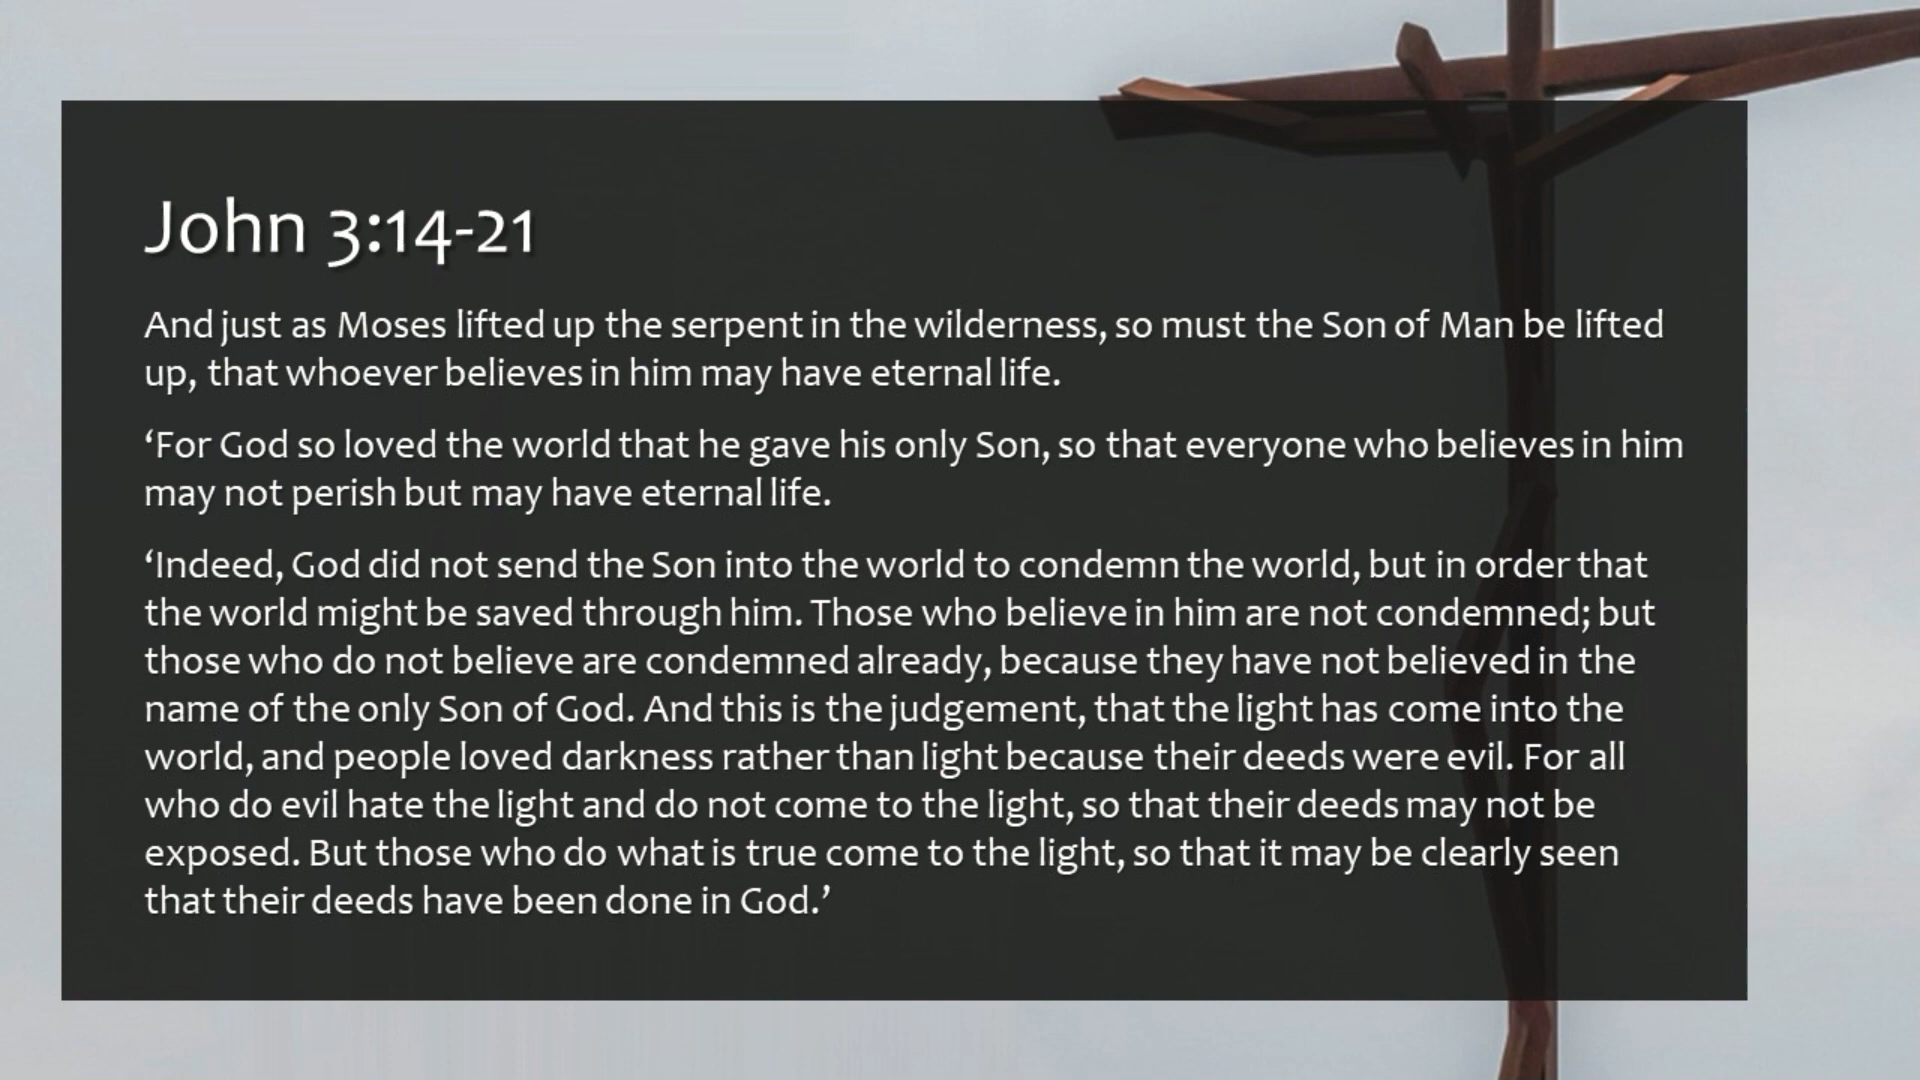 John 3:14-21
And just as Moses lifted up the serpent in the wilderness, so must the Son of Man be lifted
up, that whoever believes in him may have eternal life.
‘For God so loved the world that he gave his only Son, so that everyone who believes in him
may not perish but may have eternal life.
‘Indeed, God did not send the Son into the world to condemn the world, but in order that
the world might be saved through him. Those who believe in him are not condemned; but
those who do not believe are condemned already, because they have not believed in the
name of the only Son of God. And this is the judgement, that the light has come into the
world, and people loved darkness rather than light because their deeds were evil. For all
who do evil hate the light and do not come to the light, so that their deeds may not be
exposed. But those who do what is true come to the light, so that it may be clearly seen
that their deeds have been done in God.’